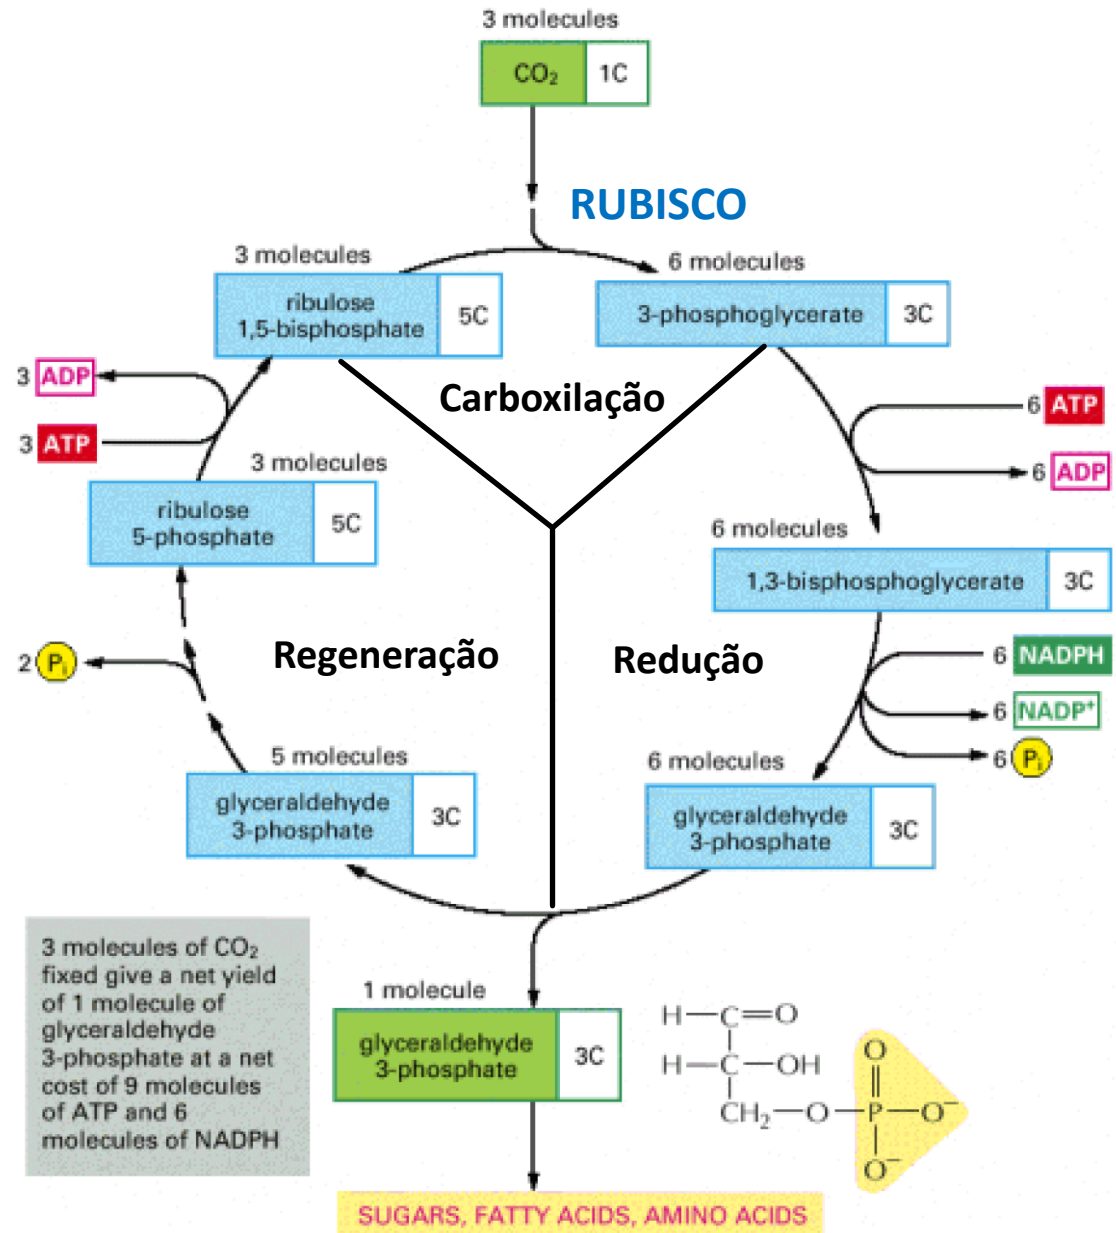 3 molecules
CO₂ 1C
RUBISCO
3 molecules
ribulose
1,5-bisphosphate
5C
6 molecules
3-phosphoglycerate 3C
Carboxilação
3 ADP
3 ATP
6 ATP
6 ADP
3 molecules
ribulose
5-phosphate
5C
6 molecules
1,3-bisphosphoglycerate 3C
2 Pi
Regeneração
Redução
6 NADPH
6 NADP⁺
6 Pi
5 molecules
glyceraldehyde
3-phosphate
3C
6 molecules
glyceraldehyde
3-phosphate
3C
3 molecules of CO₂
fixed give a net yield
of 1 molecule of
glyceraldehyde
3-phosphate at a net
cost of 9 molecules
of ATP and 6
molecules of NADPH
1 molecule
glyceraldehyde
3-phosphate
3C
H—C=O
H—C—OH
CH₂—O—P—O⁻
O
O⁻
SUGARS, FATTY ACIDS, AMINO ACIDS